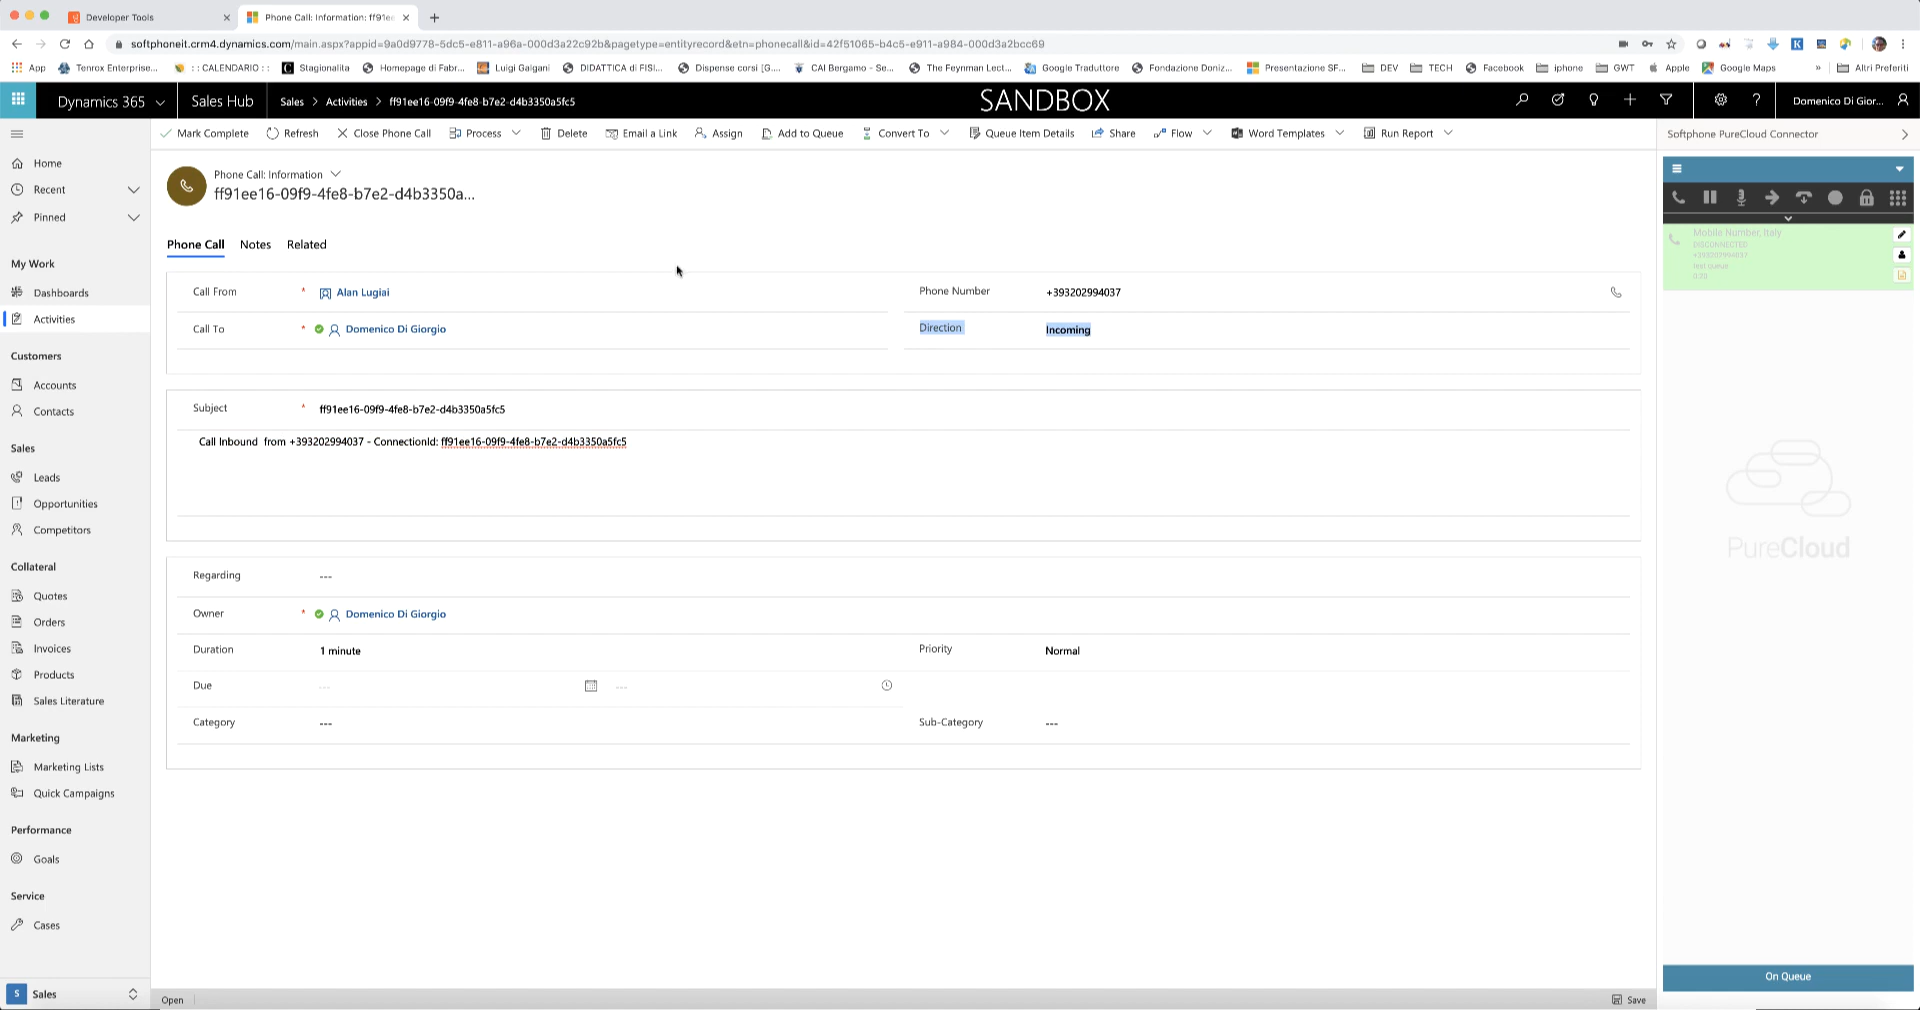 Developer Tools
Phone Call: Information: ff91e
softphoneit.crm4.dynamics.com/main.aspx?appid=9a0d9778-5dc5-e811-a96a-000d3a22c92b&pagetype=entityrecord&etn=phonecall&id=42f51065-b4c5-e911-a984-000d3a2bcc69
App Tenrox Enterprise... : : CALENDARIO : : Stagionalita Homepage di Fabr... Luigi Galgani DIDATTICA di FISI... Dispense corsi [G.... CAI Bergamo - Se... The Feynman Lect... Google Traduttore Fondazione Doniz... Presentazione SF... DEV TECH Facebook iphone GWT Apple Google Maps » Altri Preferiti
Dynamics 365 Sales Hub Sales > Activities > ff91ee16-09f9-4fe8-b7e2-d4b3350a5fc5 SANDBOX Domenico Di Gior...
Mark Complete Refresh Close Phone Call Process Delete Email a Link Assign Add to Queue Convert To Queue Item Details Share Flow Word Templates Run Report
Softphone PureCloud Connector
Home
Recent
Pinned
My Work
Dashboards
Activities
Customers
Accounts
Contacts
Sales
Leads
Opportunities
Competitors
Collateral
Quotes
Orders
Invoices
Products
Sales Literature
Marketing
Marketing Lists
Quick Campaigns
Performance
Goals
Service
Cases
S Sales
Phone Call: Information
ff91ee16-09f9-4fe8-b7e2-d4b3350a...
Phone Call Notes Related
Call From * Alan Lugiai
Phone Number +393202994037
Call To * Domenico Di Giorgio
Direction Incoming
Subject * ff91ee16-09f9-4fe8-b7e2-d4b3350a5fc5
Call Inbound from +393202994037 - ConnectionId: ff91ee16-09f9-4fe8-b7e2-d4b3350a5fc5
Regarding ---
Owner * Domenico Di Giorgio
Duration 1 minute
Priority Normal
Due --- ---
Category ---
Sub-Category ---
Open
Save
Mobile Number, Italy
DISCONNECTED
+393202994037
test queue
PureCloud
On Queue